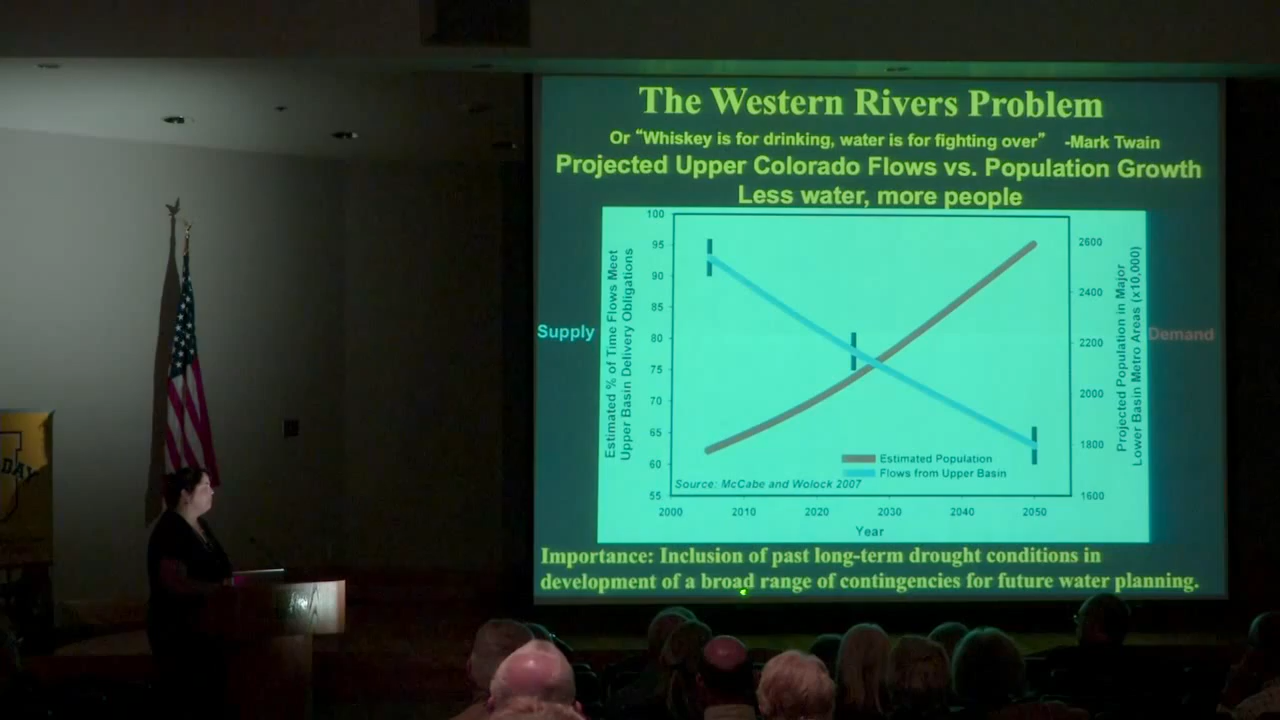 The Western Rivers Problem
Or “Whiskey is for drinking, water is for fighting over” -Mark Twain
Projected Upper Colorado Flows vs. Population Growth
Less water, more people
Supply
Estimated % of Time Flows Meet
Upper Basin Delivery Obligations
100
95
90
85
80
75
70
65
60
55
2600
2400
2200
2000
1800
1600
Projected Population in Major
Lower Basin Metro Areas (x10,000)
Demand
Estimated Population
Flows from Upper Basin
Source: McCabe and Wolock 2007
2000 2010 2020 2030 2040 2050
Year
Importance: Inclusion of past long-term drought conditions in
development of a broad range of contingencies for future water planning.
DAY